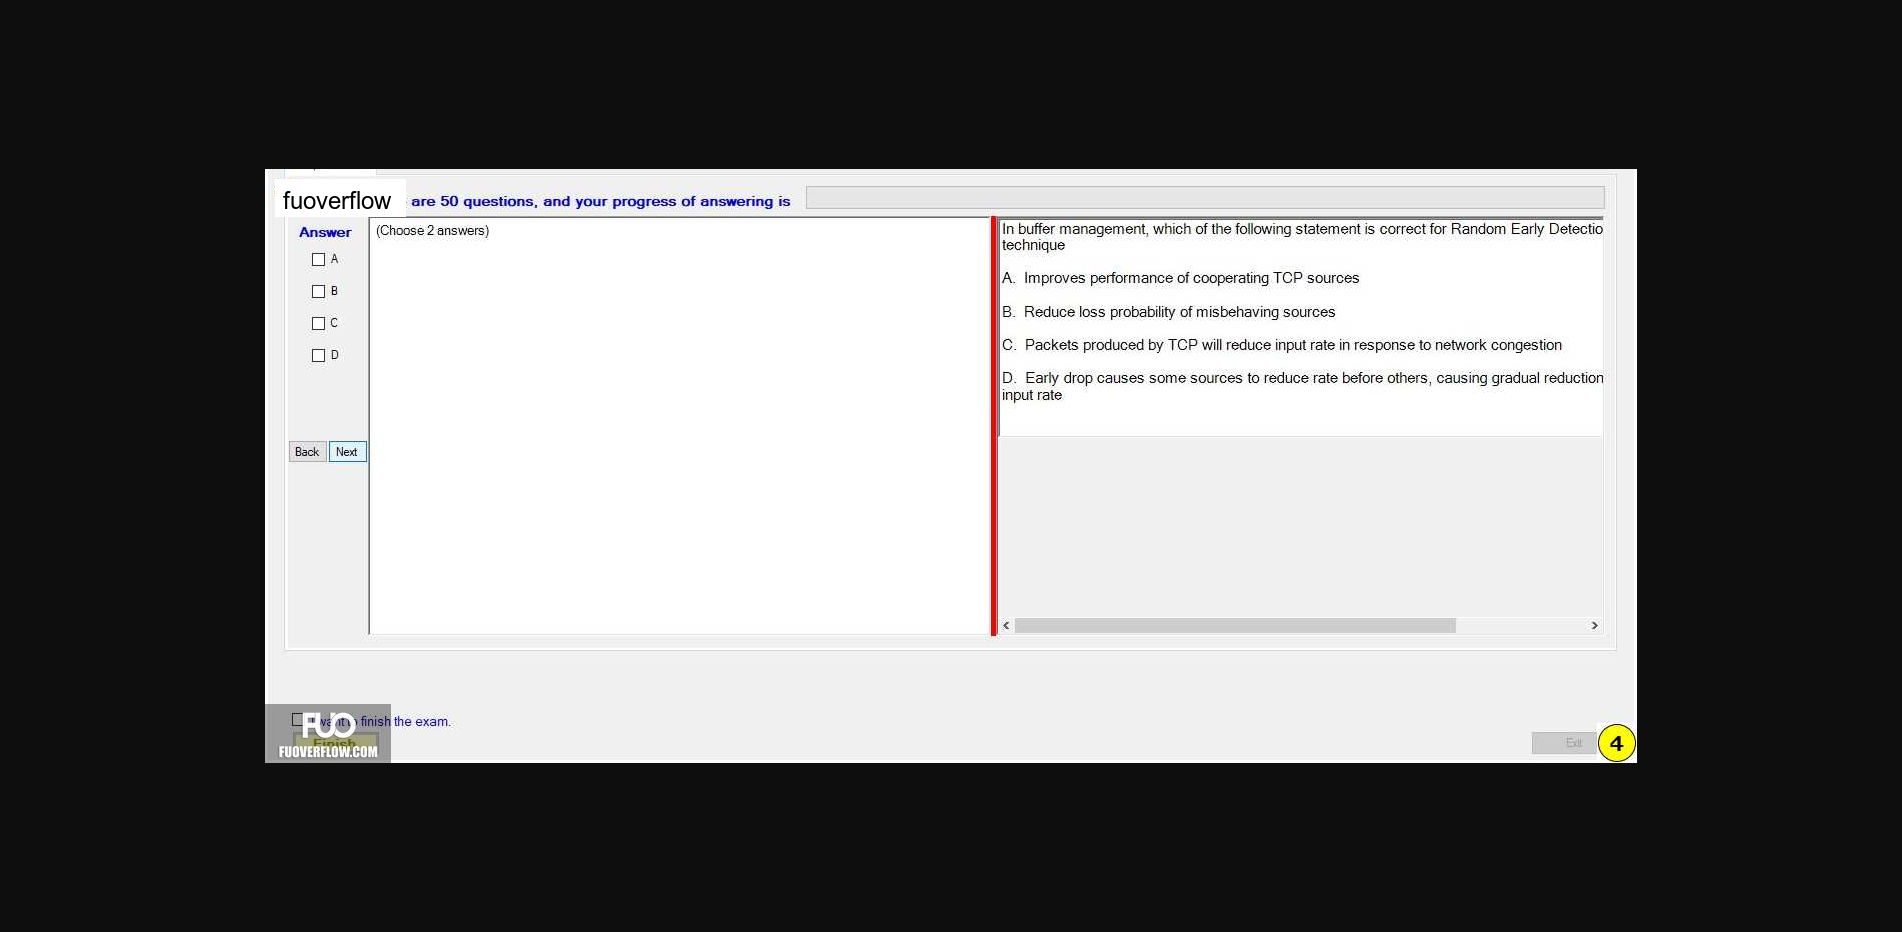 fuoverflow are 50 questions, and your progress of answering is
Answer
(Choose 2 answers)
A
B
C
D
Back Next
In buffer management, which of the following statement is correct for Random Early Detectio
technique
A. Improves performance of cooperating TCP sources
B. Reduce loss probability of misbehaving sources
C. Packets produced by TCP will reduce input rate in response to network congestion
D. Early drop causes some sources to reduce rate before others, causing gradual reduction
input rate
I want to finish the exam.
FUO
Finish
FUOVERFLOW.COM
Exit
4